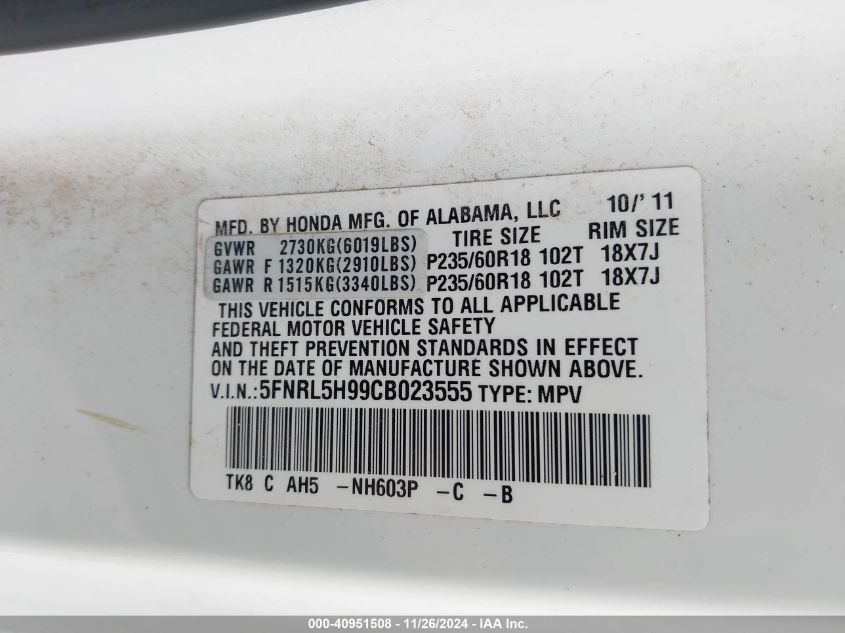 MFD. BY HONDA MFG. OF ALABAMA, LLC 10/' 11
GVWR 2730KG(6019LBS) TIRE SIZE RIM SIZE
GAWR F 1320KG(2910LBS) P235/60R18 102T 18X7J
GAWR R 1515KG(3340LBS) P235/60R18 102T 18X7J
THIS VEHICLE CONFORMS TO ALL APPLICABLE
FEDERAL MOTOR VEHICLE SAFETY
AND THEFT PREVENTION STANDARDS IN EFFECT
ON THE DATE OF MANUFACTURE SHOWN ABOVE.
V.I.N.: 5FNRL5H99CB023555 TYPE: MPV
TK8 C AH5 -NH603P -C -B
000-40951508 - 11/26/2024 - IAA Inc.